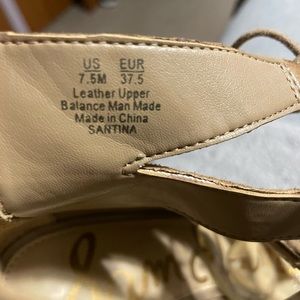 US EUR
7.5M 37.5
Leather Upper
Balance Man Made
Made in China
SANTINA